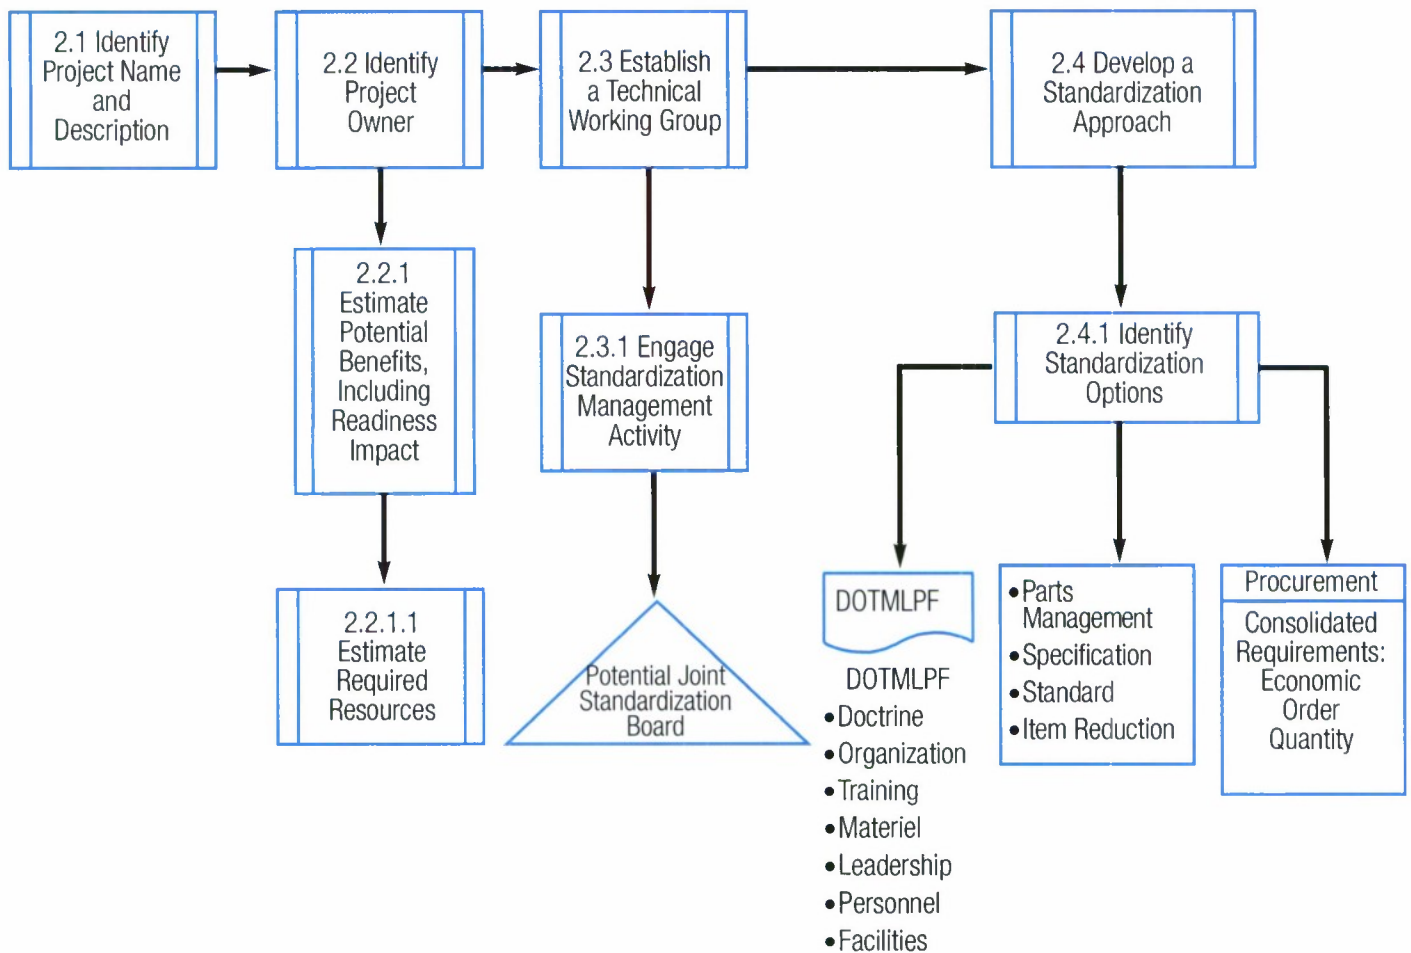 2.1 Identify
Project Name
and
Description
2.2 Identify
Project
Owner
2.3 Establish
a Technical
Working Group
2.4 Develop a
Standardization
Approach
2.2.1
Estimate
Potential
Benefits,
Including
Readiness
Impact
2.3.1 Engage
Standardization
Management
Activity
2.4.1 Identify
Standardization
Options
2.2.1.1
Estimate
Required
Resources
Potential Joint
Standardization
Board
DOTMLPF
DOTMLPF
•Doctrine
•Organization
•Training
•Materiel
•Leadership
•Personnel
•Facilities
•Parts
Management
•Specification
•Standard
•Item Reduction
Procurement
Consolidated
Requirements:
Economic
Order
Quantity